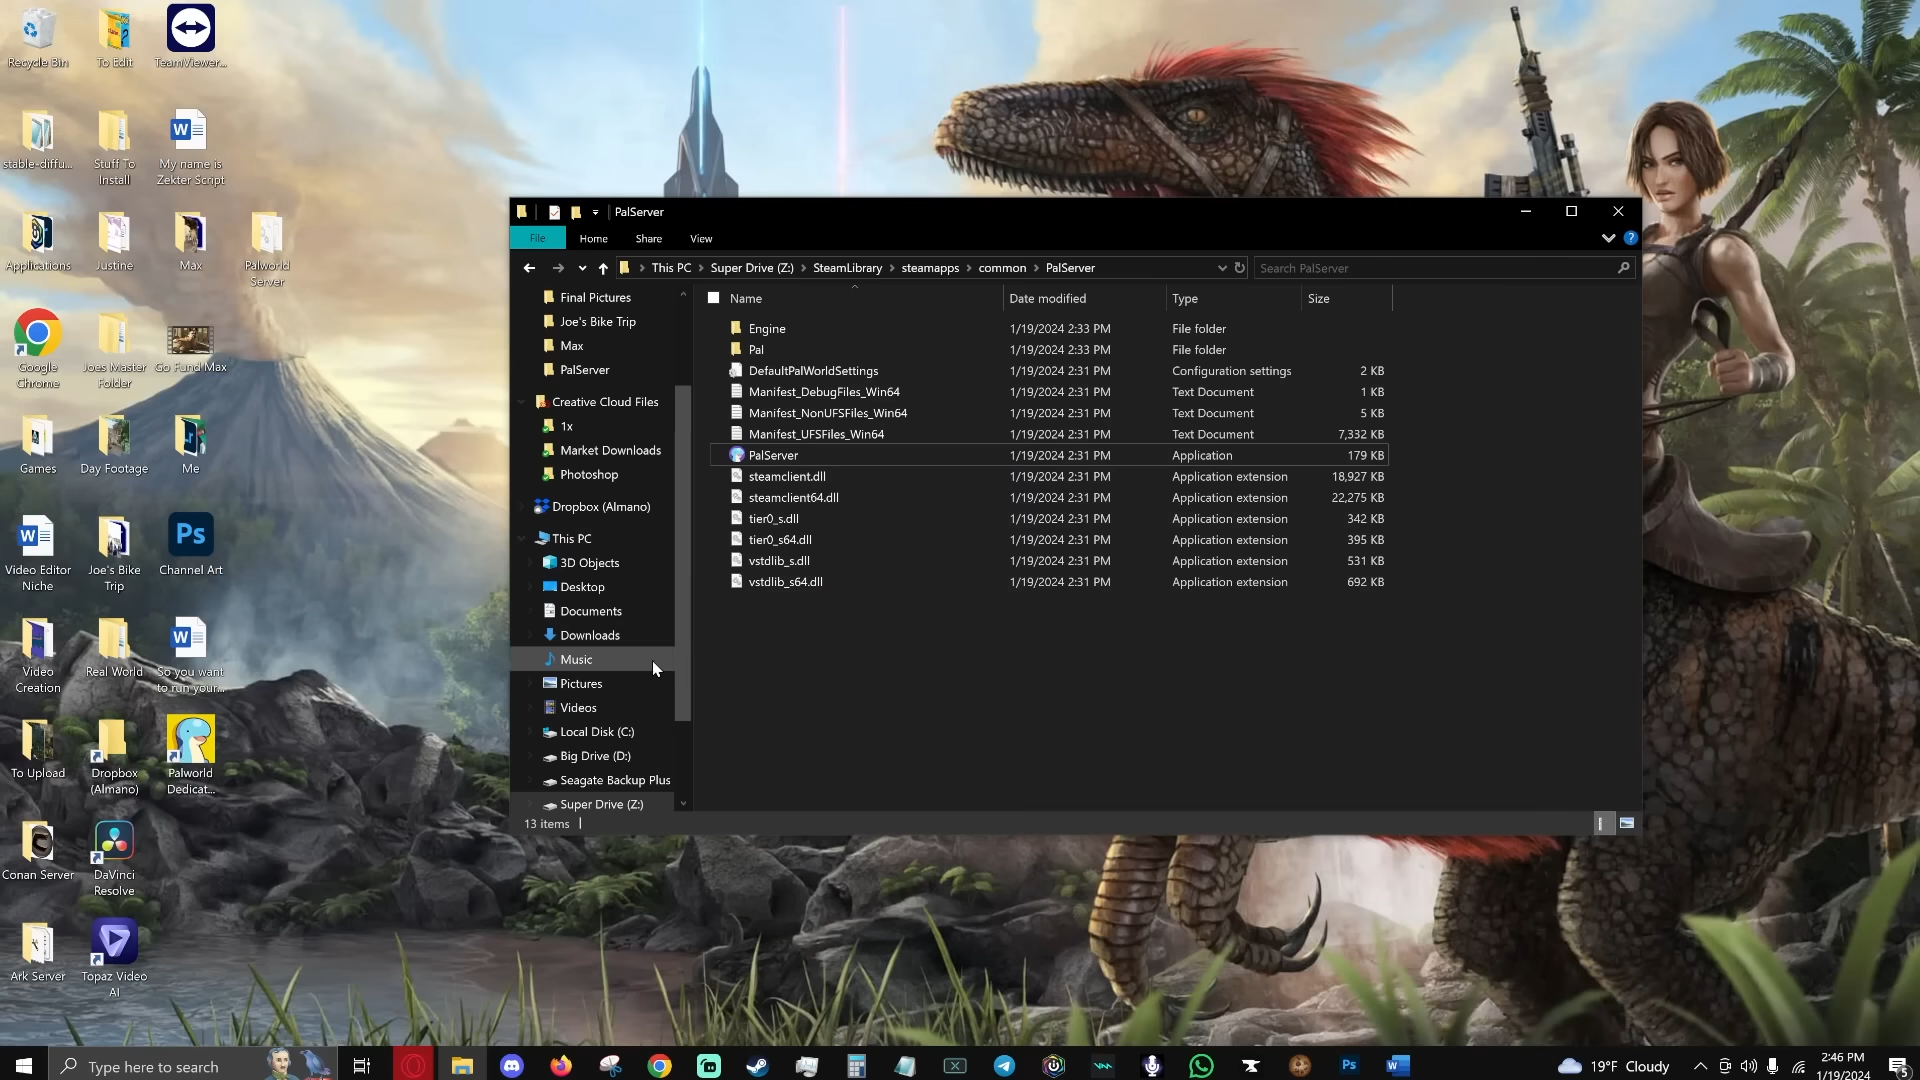 Recycle Bin
To Edit
TeamViewer...
stable-diffu...
Stuff To
Install
My name is
Zekter Script
Applications
Justine
Max
Palworld
Server
Google
Chrome
Joes Master
Folder
Go Fund Max
Games
Day Footage
Me
Video Editor
Niche
Joe's Bike
Trip
Ps
Channel Art
Video
Creation
Real World
So you want
to run your...
To Upload
Dropbox
(Almano)
Palworld
Dedicat...
Conan Server
DaVinci
Resolve
Ark Server
Topaz Video
AI
PalServer
File
Home
Share
View
This PC
Super Drive (Z:)
SteamLibrary
steamapps
common
PalServer
Search PalServer
Final Pictures
Joe's Bike Trip
Max
PalServer
Creative Cloud Files
1x
Market Downloads
Photoshop
Dropbox (Almano)
This PC
3D Objects
Desktop
Documents
Downloads
Music
Pictures
Videos
Local Disk (C:)
Big Drive (D:)
Seagate Backup Plus
Super Drive (Z:)
Name Date modified Type Size
Engine 1/19/2024 2:33 PM File folder
Pal 1/19/2024 2:33 PM File folder
DefaultPalWorldSettings 1/19/2024 2:31 PM Configuration settings 2 KB
Manifest_DebugFiles_Win64 1/19/2024 2:31 PM Text Document 1 KB
Manifest_NonUFSFiles_Win64 1/19/2024 2:31 PM Text Document 5 KB
Manifest_UFSFiles_Win64 1/19/2024 2:31 PM Text Document 7,332 KB
PalServer 1/19/2024 2:31 PM Application 179 KB
steamclient.dll 1/19/2024 2:31 PM Application extension 18,927 KB
steamclient64.dll 1/19/2024 2:31 PM Application extension 22,275 KB
tier0_s.dll 1/19/2024 2:31 PM Application extension 342 KB
tier0_s64.dll 1/19/2024 2:31 PM Application extension 395 KB
vstdlib_s.dll 1/19/2024 2:31 PM Application extension 531 KB
vstdlib_s64.dll 1/19/2024 2:31 PM Application extension 692 KB
13 items
Type here to search
Ps
19°F Cloudy
2:46 PM
1/19/2024
5